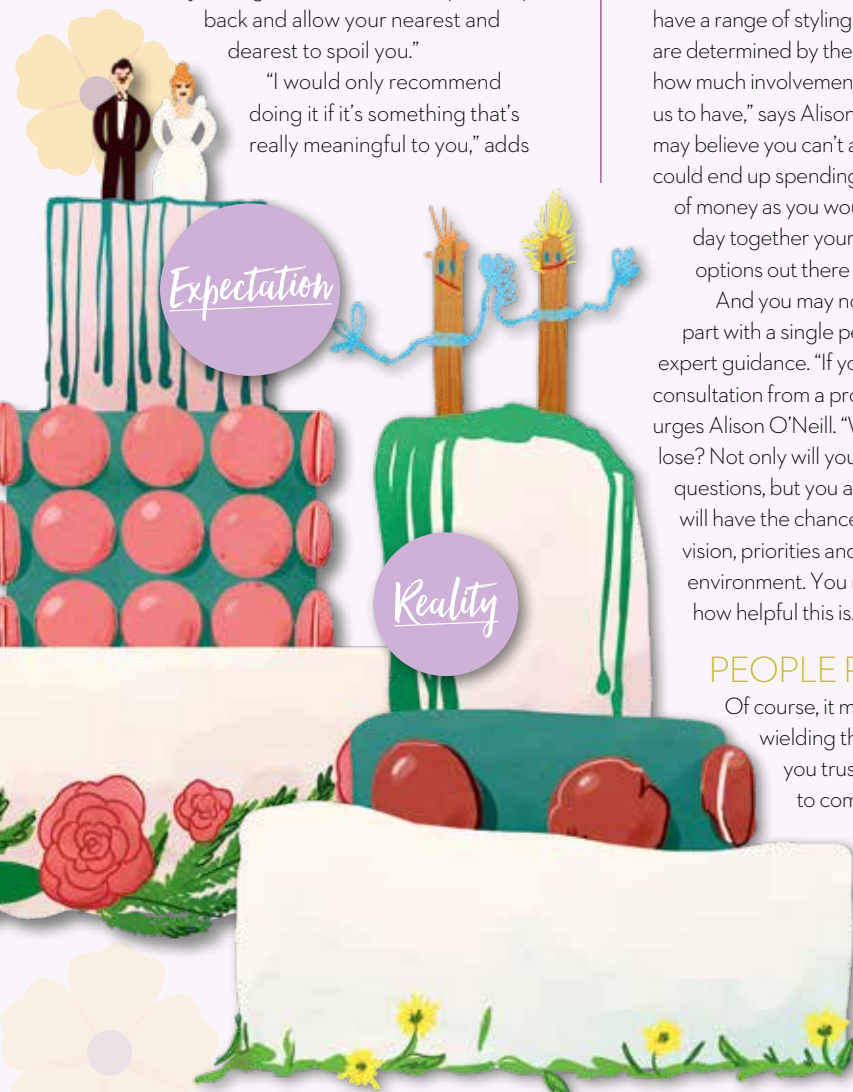 back and allow your nearest and
dearest to spoil you.”
“I would only recommend
doing it if it’s something that’s
really meaningful to you,” adds
Expectation
Reality
have a range of styling
are determined by the
how much involvement
us to have,” says Alison
may believe you can’t a
could end up spending
of money as you wou
day together your
options out there
And you may no
part with a single pe
expert guidance. “If yo
consultation from a pro
urges Alison O’Neill. “W
lose? Not only will you
questions, but you a
will have the chance
vision, priorities and
environment. You
how helpful this is.
PEOPLE
Of course, it m
wielding th
you trus
to com